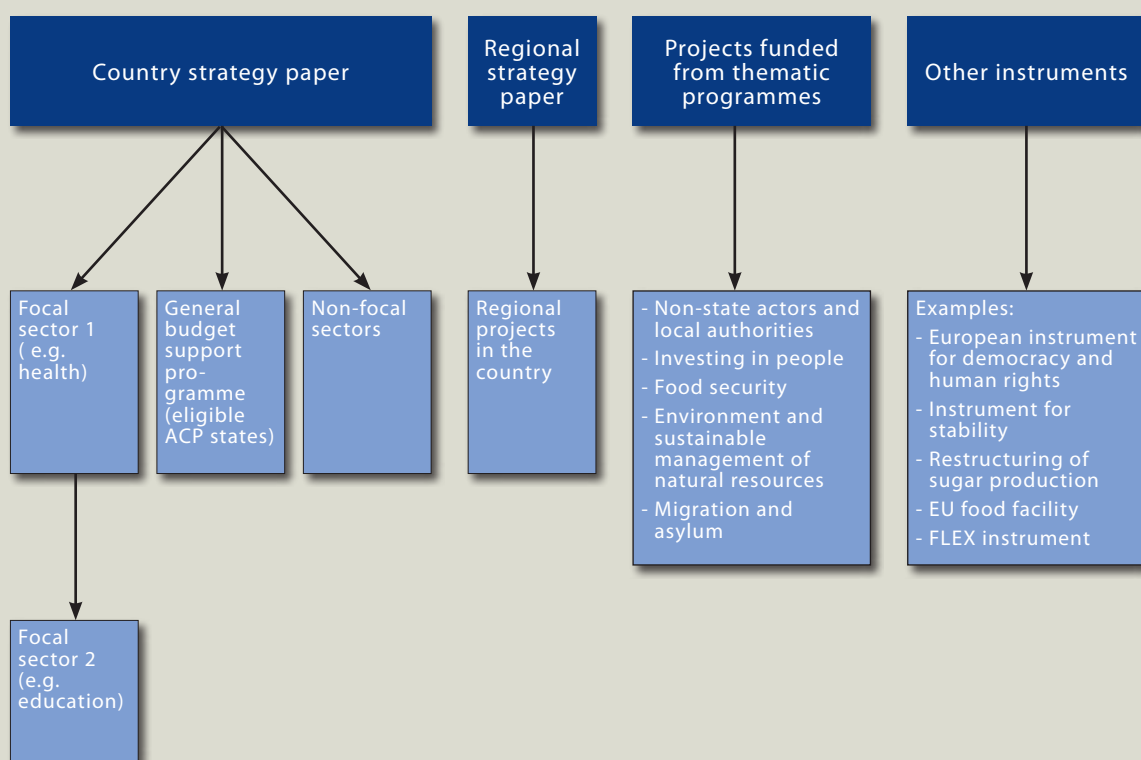 Country strategy paper
Regional
strategy
paper
Projects funded
from thematic
programmes
Other instruments
Focal
sector 1
( e.g.
health)
General
budget
support
pro-
gramme
(eligible
ACP states)
Non-focal
sectors
Regional
projects
in the
country
- Non-state actors and
local authorities
- Investing in people
- Food security
- Environment and
sustainable
management of
natural resources
- Migration and
asylum
Examples:
- European instrument
for democracy and
human rights
- Instrument for
stability
- Restructuring of
sugar production
- EU food facility
- FLEX instrument
Focal
sector 2
(e.g.
education)